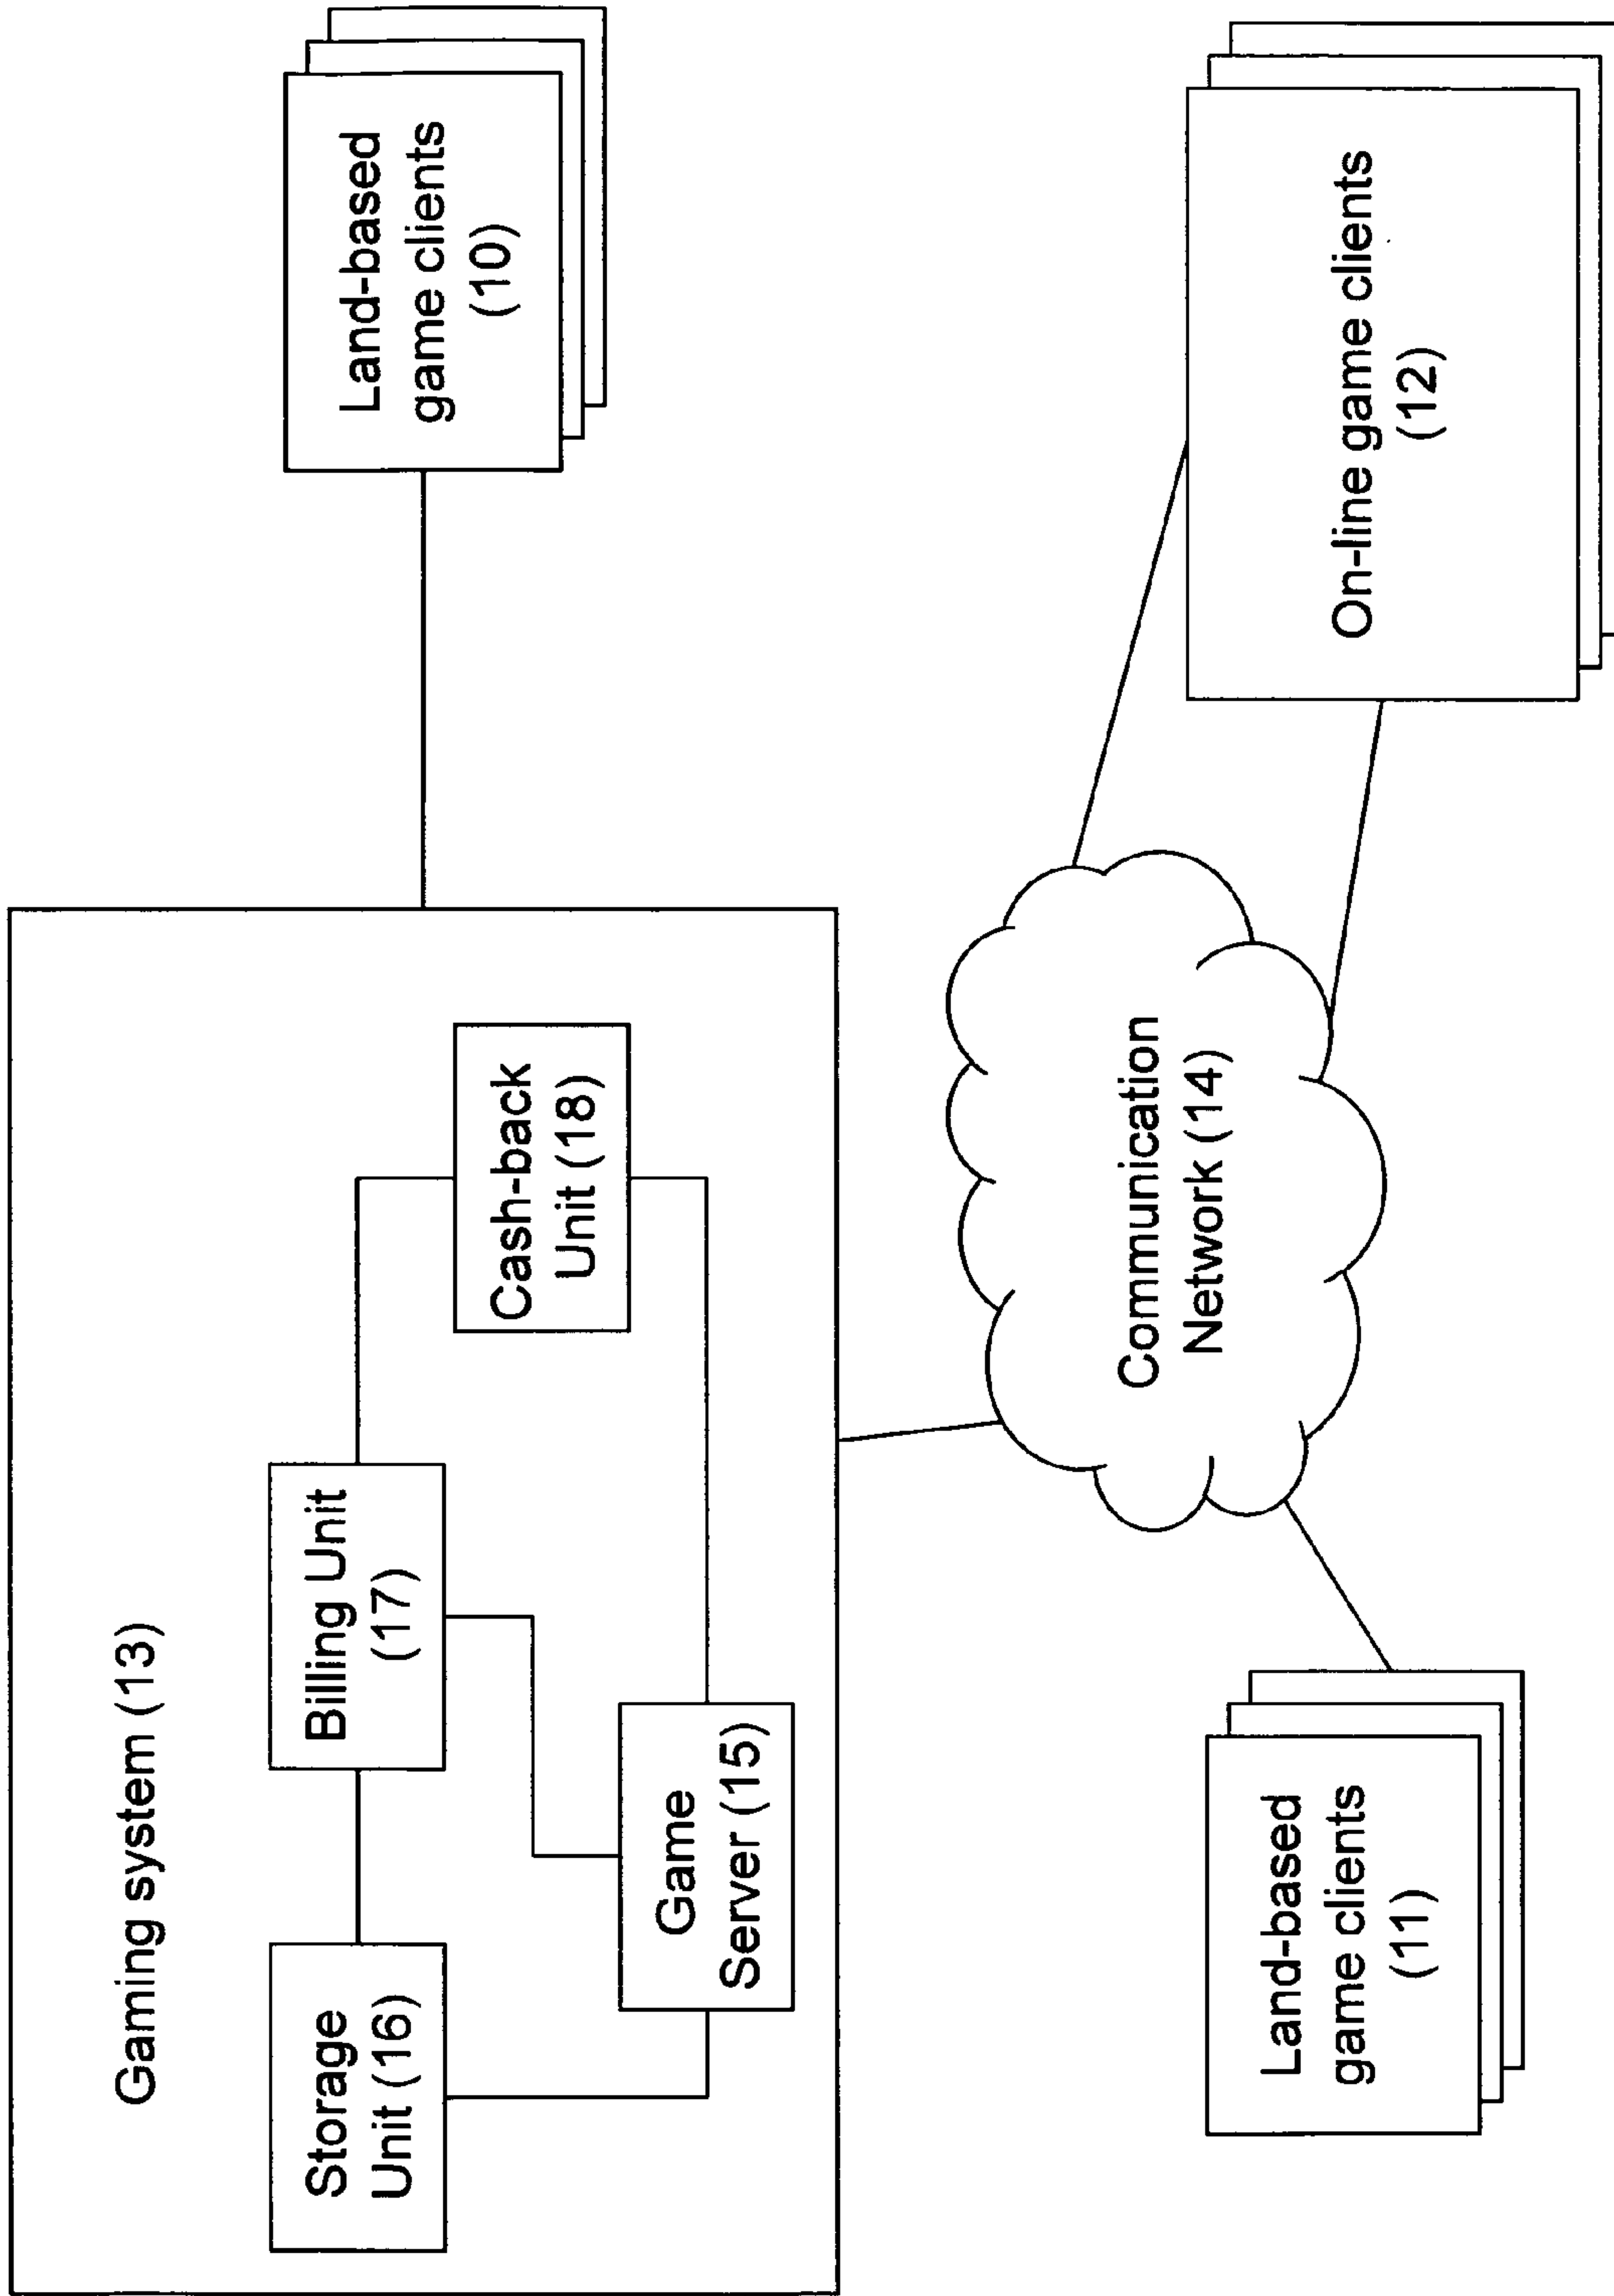 Gaming system (13)
Storage
Unit (16)
Billing Unit
(17)
Cash-back
Unit (18)
Game
Server (15)
Land-based
game clients
(10)
Communication
Network (14)
Land-based
game clients
(11)
On-line game clients
(12)